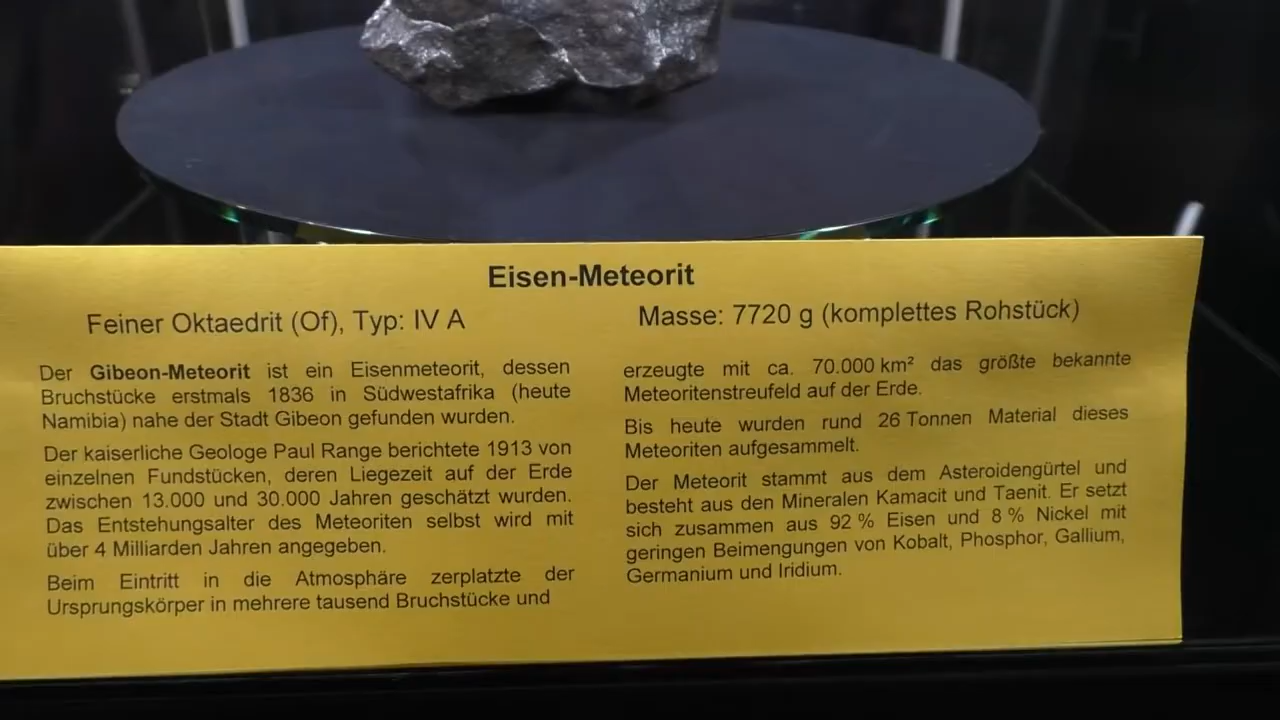 Eisen-Meteorit
Feiner Oktaedrit (Of), Typ: IV A
Masse: 7720 g (komplettes Rohstück)
Der Gibeon-Meteorit ist ein Eisenmeteorit, dessen
Bruchstücke erstmals 1836 in Südwestafrika (heute
Namibia) nahe der Stadt Gibeon gefunden wurden.
Der kaiserliche Geologe Paul Range berichtete 1913 von
einzelnen Fundstücken, deren Liegezeit auf der Erde
zwischen 13.000 und 30.000 Jahren geschätzt wurden.
Das Entstehungsalter des Meteoriten selbst wird mit
über 4 Milliarden Jahren angegeben.
Beim Eintritt in die Atmosphäre zerplatzte der
Ursprungskörper in mehrere tausend Bruchstücke und
erzeugte mit ca. 70.000 km² das größte bekannte
Meteoritenstreufeld auf der Erde.
Bis heute wurden rund 26 Tonnen Material dieses
Meteoriten aufgesammelt.
Der Meteorit stammt aus dem Asteroidengürtel und
besteht aus den Mineralen Kamacit und Taenit. Er setzt
sich zusammen aus 92 % Eisen und 8 % Nickel mit
geringen Beimengungen von Kobalt, Phosphor, Gallium,
Germanium und Iridium.